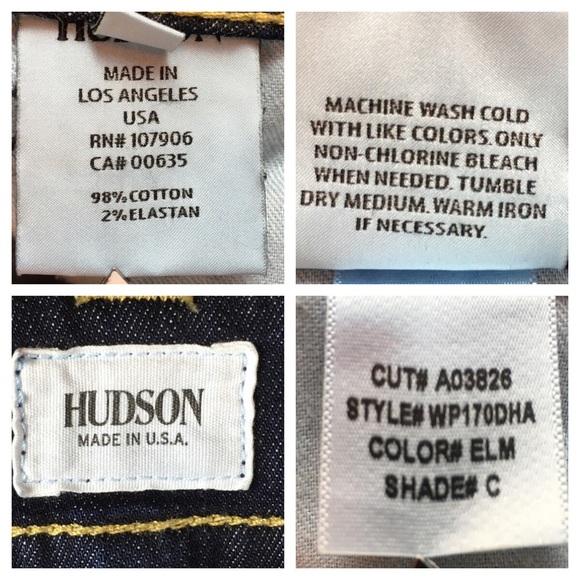 HUDSON
MADE IN
LOS ANGELES
USA
RN# 107906
CA# 00635
98% COTTON
2% ELASTAN
MACHINE WASH COLD
WITH LIKE COLORS. ONLY
NON-CHLORINE BLEACH
WHEN NEEDED. TUMBLE
DRY MEDIUM. WARM IRON
IF NECESSARY.
HUDSON
MADE IN U.S.A.
CUT# A03826
STYLE# WP170DHA
COLOR# ELM
SHADE# C